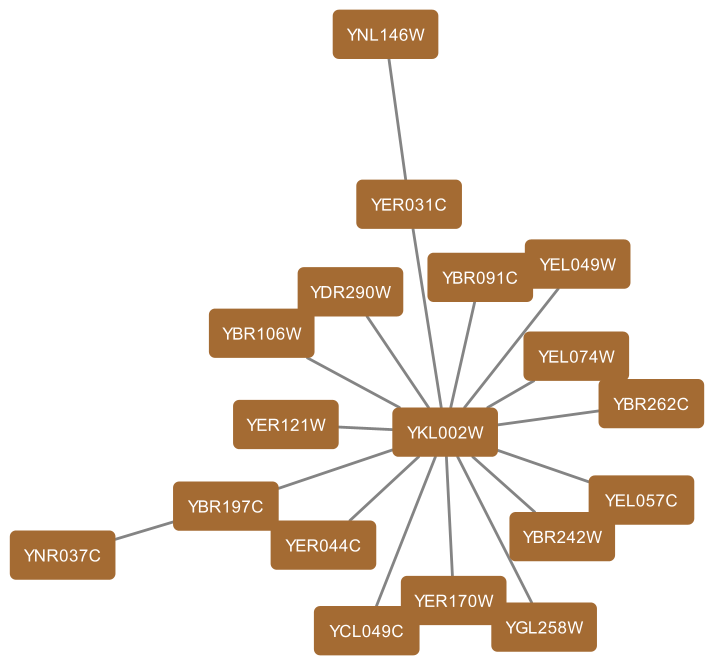 YNL146W
YER031C
YEL049W
YBR091C
YDR290W
YBR106W
YEL074W
YBR262C
YER121W
YKL002W
YEL057C
YBR197C
YBR242W
YER044C
YNR037C
YER170W
YGL258W
YCL049C